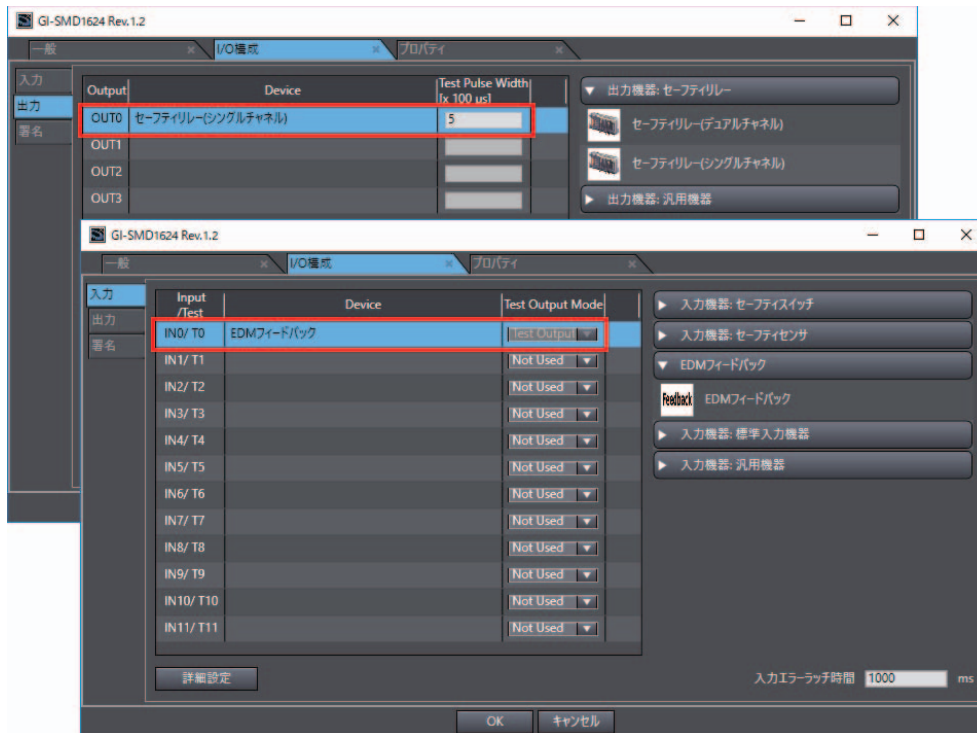 GI-SMD1624 Rev.1.2
一般
I/O構成
プロパティ
入力
出力
署名
Output Device Test Pulse Width [x 100 us]
OUT0 セーフティリレー(シングルチャネル) 5
OUT1
OUT2
OUT3
出力機器: セーフティリレー
セーフティリレー(デュアルチャネル)
セーフティリレー(シングルチャネル)
出力機器: 汎用機器
GI-SMD1624 Rev.1.2
一般
I/O構成
プロパティ
入力
出力
署名
Input /Test Device Test Output Mode
IN0/ T0 EDMフィードバック Test Output
IN1/ T1 Not Used
IN2/ T2 Not Used
IN3/ T3 Not Used
IN4/ T4 Not Used
IN5/ T5 Not Used
IN6/ T6 Not Used
IN7/ T7 Not Used
IN8/ T8 Not Used
IN9/ T9 Not Used
IN10/ T10 Not Used
IN11/ T11 Not Used
入力機器: セーフティスイッチ
入力機器: セーフティセンサ
EDMフィードバック
Feedback EDMフィードバック
入力機器: 標準入力機器
入力機器: 汎用機器
詳細設定
入力エラーラッチ時間 1000 ms
OK
キャンセル